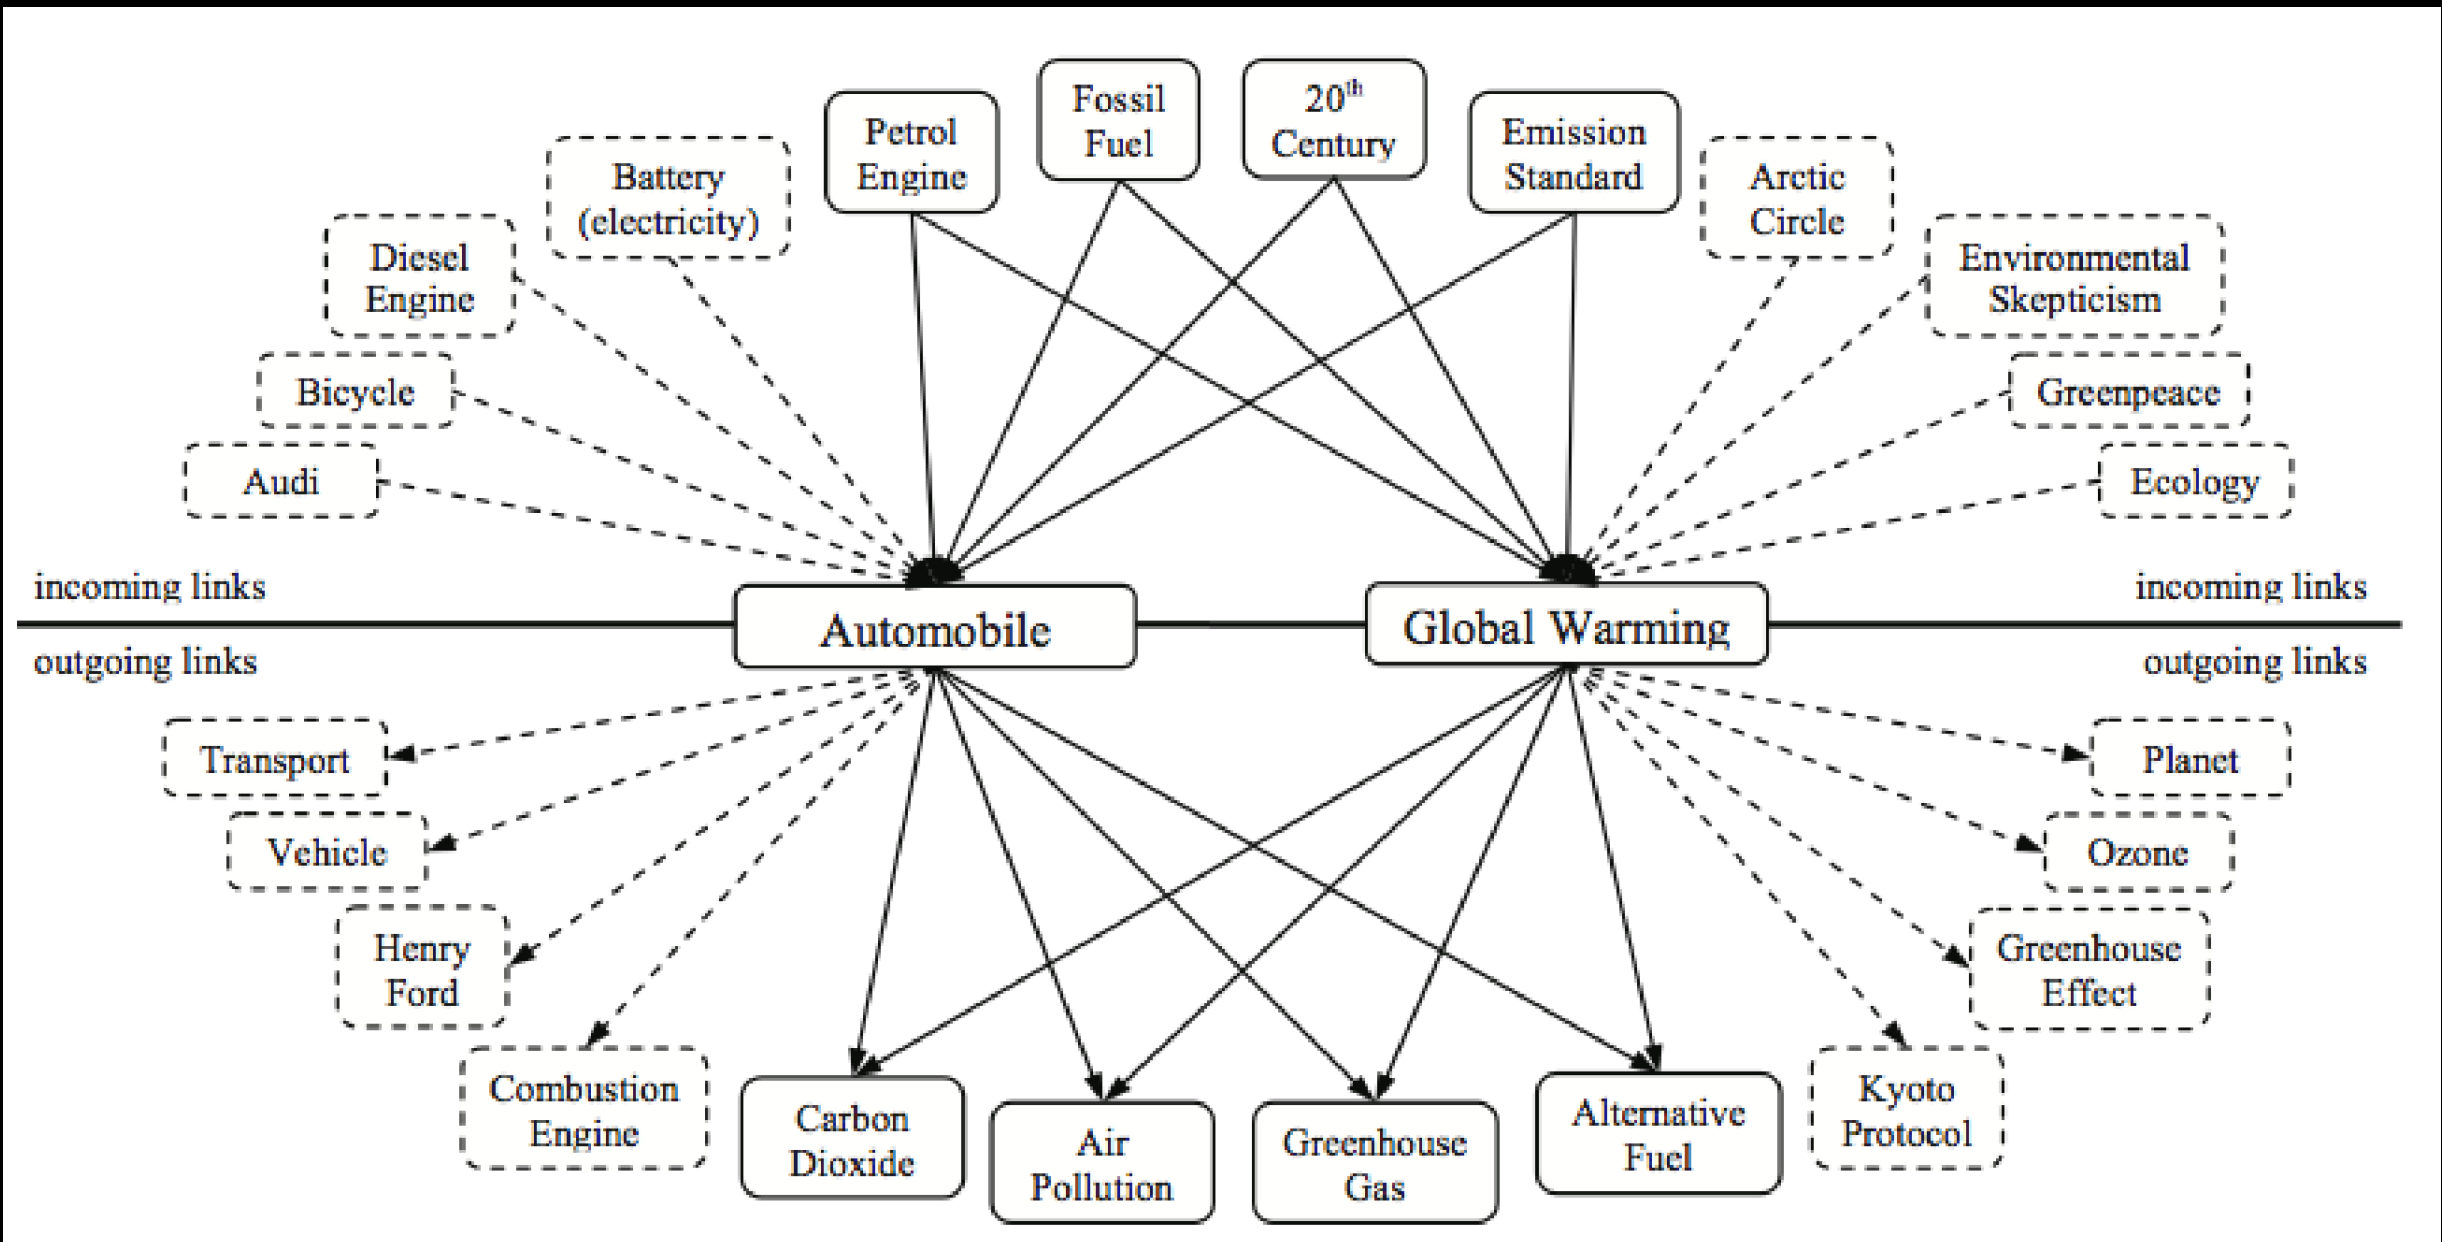 Fossil
Fuel
20th
Century
Petrol
Engine
Emission
Standard
Battery
(electricity)
Arctic
Circle
Diesel
Engine
Environmental
Skepticism
Bicycle
Greenpeace
Audi
Ecology
incoming links
incoming links
Automobile
Global Warming
outgoing links
outgoing links
Transport
Planet
Vehicle
Ozone
Henry
Ford
Greenhouse
Effect
Combustion
Engine
Carbon
Dioxide
Air
Pollution
Greenhouse
Gas
Alternative
Fuel
Kyoto
Protocol